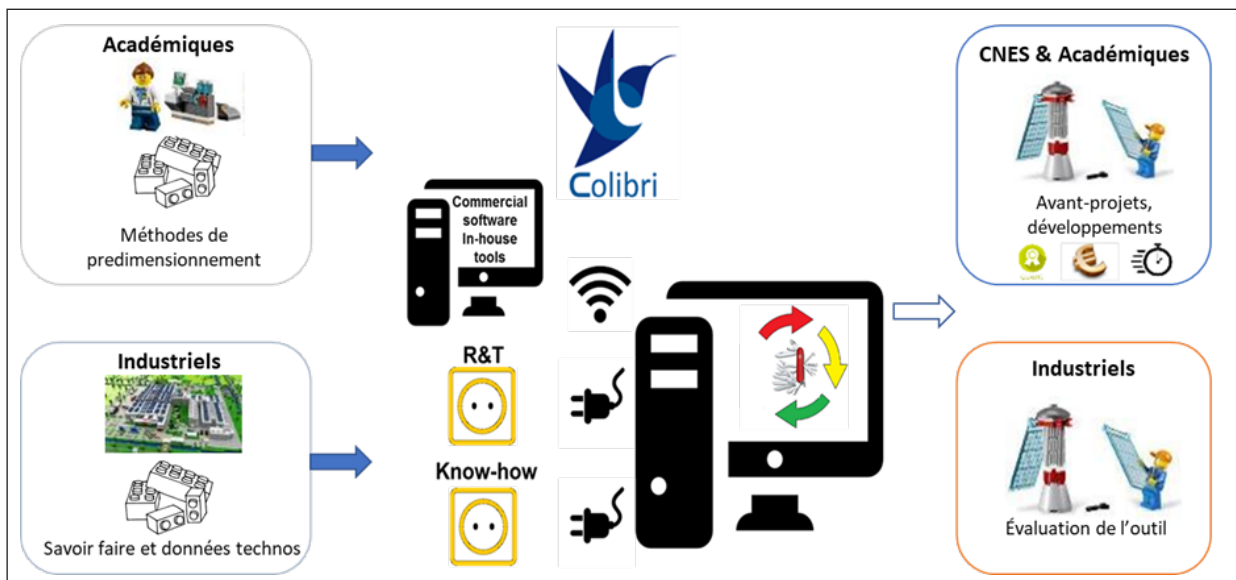 Académiques
Méthodes de
predimensionnement
Industriels
Savoir faire et données technos
Colibri
Commercial
software
In-house
tools
R&T
Know-how
CNES & Académiques
Avant-projets,
développements
Industriels
Évaluation de l'outil